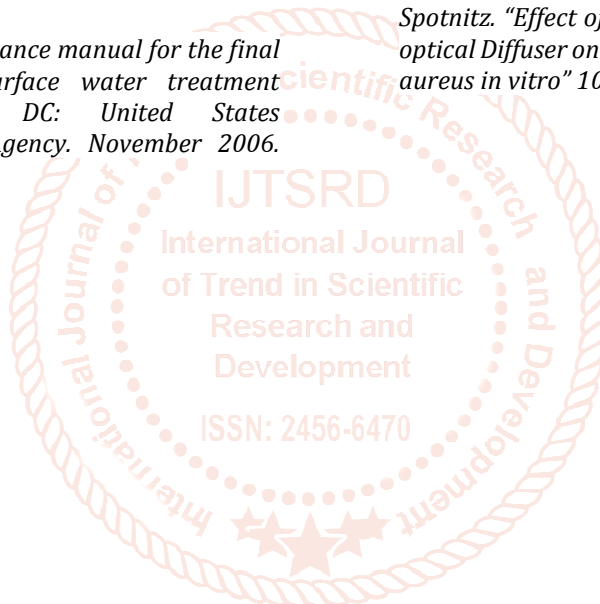 ance manual for the final
rface water treatment
DC: United States
gency. November 2006.
Spotnitz. “Effect of
optical Diffuser on
aureus in vitro” 10
International Journal of Trend in Scientific Research and Development
IJTSRD
International Journal
of Trend in Scientific
Research and
Development
ISSN: 2456-6470